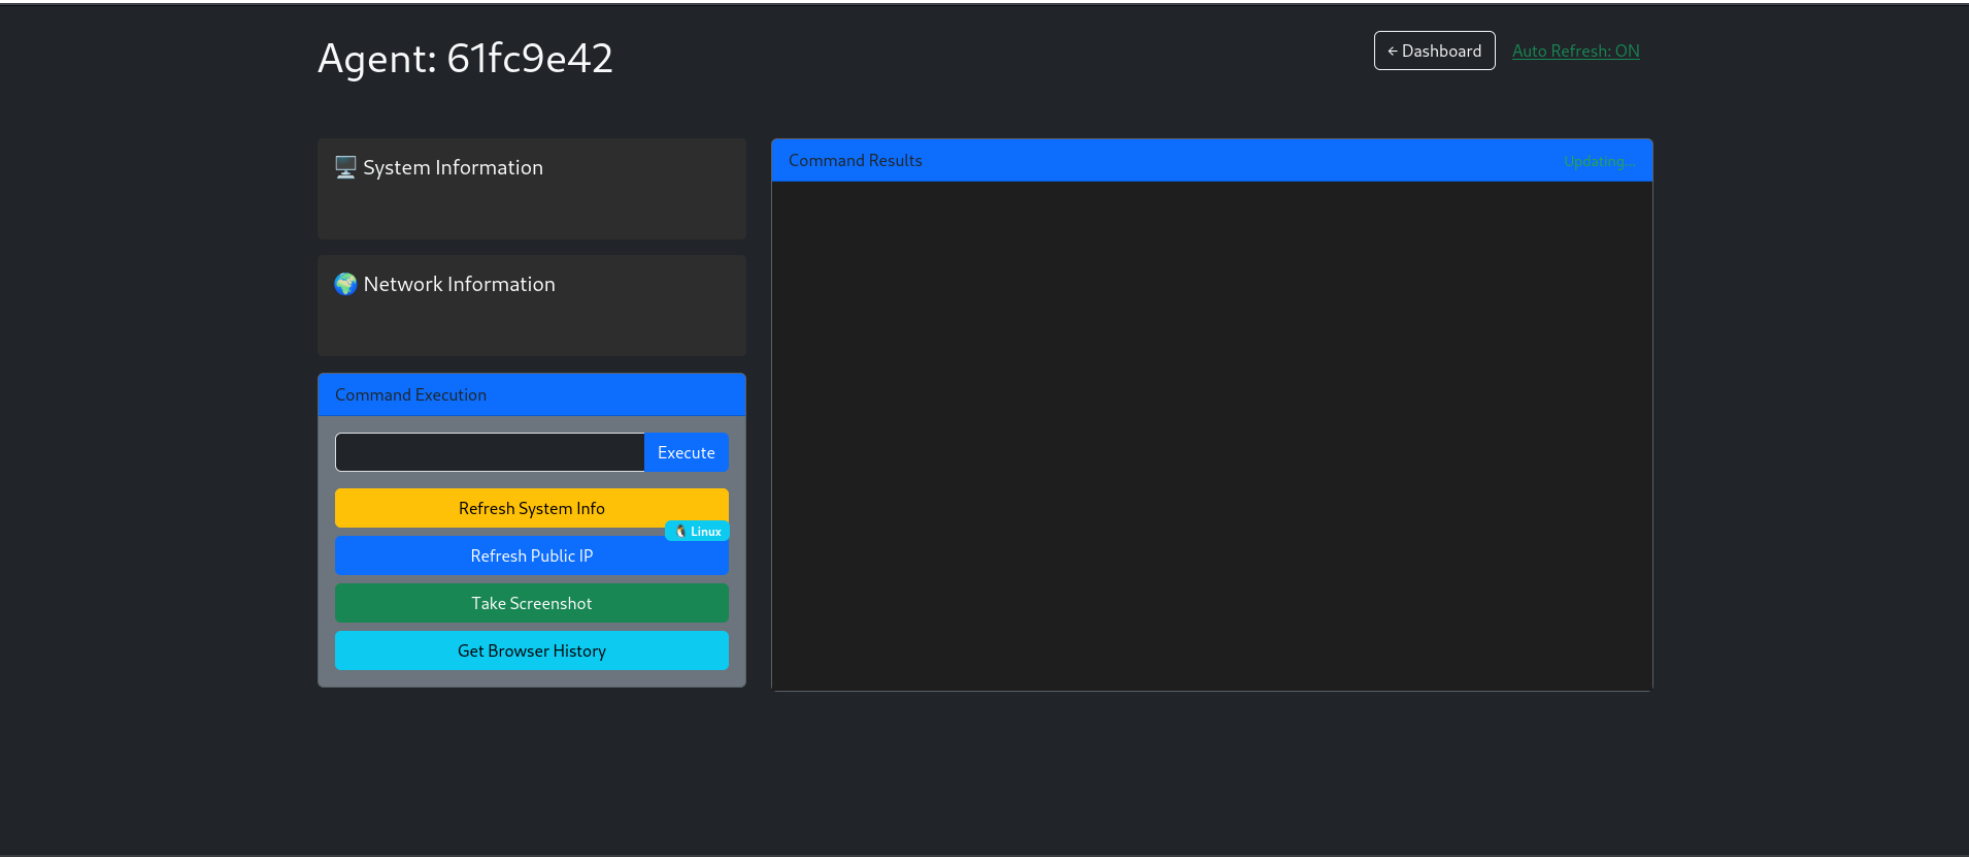 Agent: 61fc9e42
← Dashboard
Auto Refresh: ON
System Information
Network Information
Command Execution
Execute
Refresh System Info
Linux
Refresh Public IP
Take Screenshot
Get Browser History
Command Results
Updating...